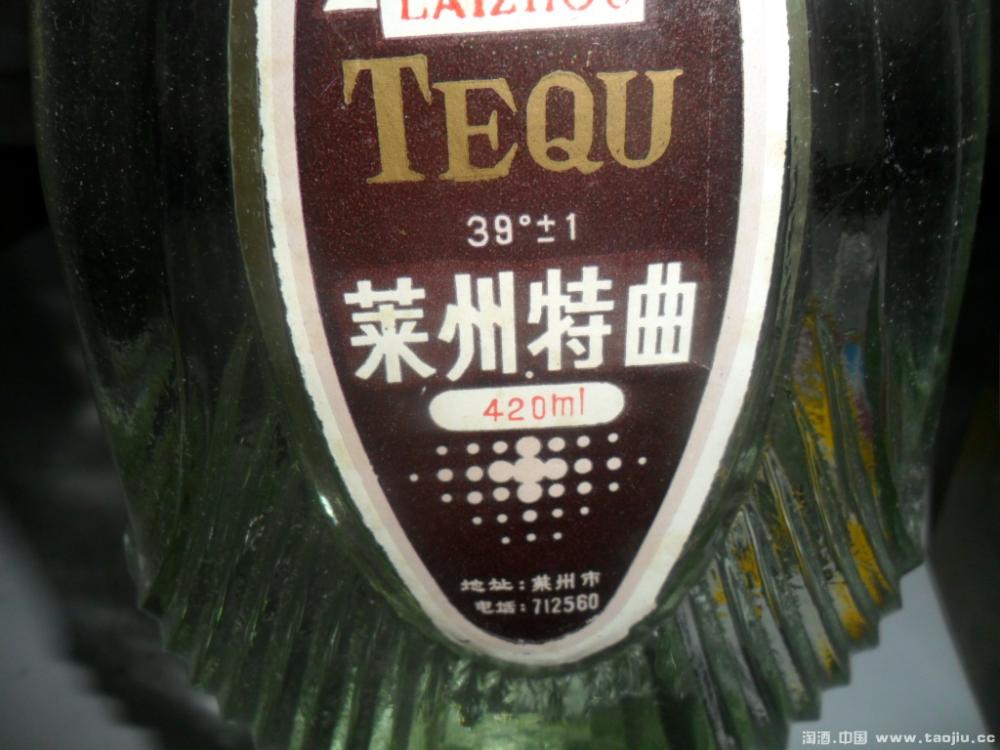 LAIZHOU
TEQU
39°±1
莱州特曲
420ml
地址：莱州市
电话：712560
淘酒.中国 www.taojiu.cc